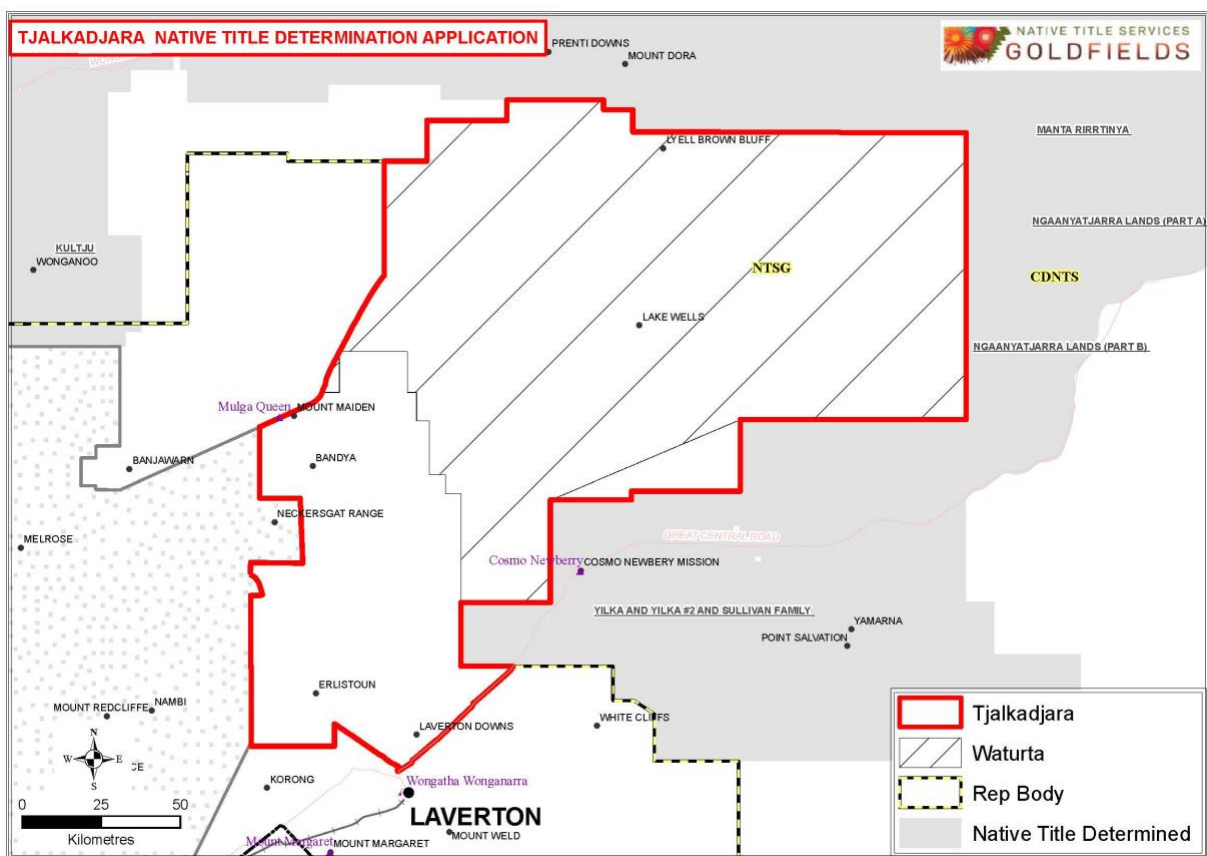 TJALKADJARA NATIVE TITLE DETERMINATION APPLICATION
NATIVE TITLE SERVICES
GOLDFIELDS
PRENTI DOWNS
MOUNT DORA
MANTA RIRRTINYA
LYELL BROWN BLUFF
NGAANYATJARRA LANDS (PART A)
KULTJU
WONGANOO
NTSG
CDNTS
LAKE WELLS
NGAANYATJARRA LANDS (PART B)
Mulga Queen
MOUNT MAIDEN
BANJAWARN
BANDYA
NECKERSGAT RANGE
GREAT CENTRAL ROAD
MELROSE
Cosmo Newberry
COSMO NEWBERY MISSION
YILKA AND YILKA #2 AND SULLIVAN FAMILY
YAMARNA
POINT SALVATION
ERLISTOUN
MOUNT REDCLIFFE
NAMBI
LAVERTON DOWNS
WHITE CLIFFS
N
W E
S
CE
KORONG
Wongatha Wonganarra
LAVERTON
MOUNT WELD
Mount Margaret
MOUNT MARGARET
0 25 50
Kilometres
Tjalkadjara
Waturta
Rep Body
Native Title Determined